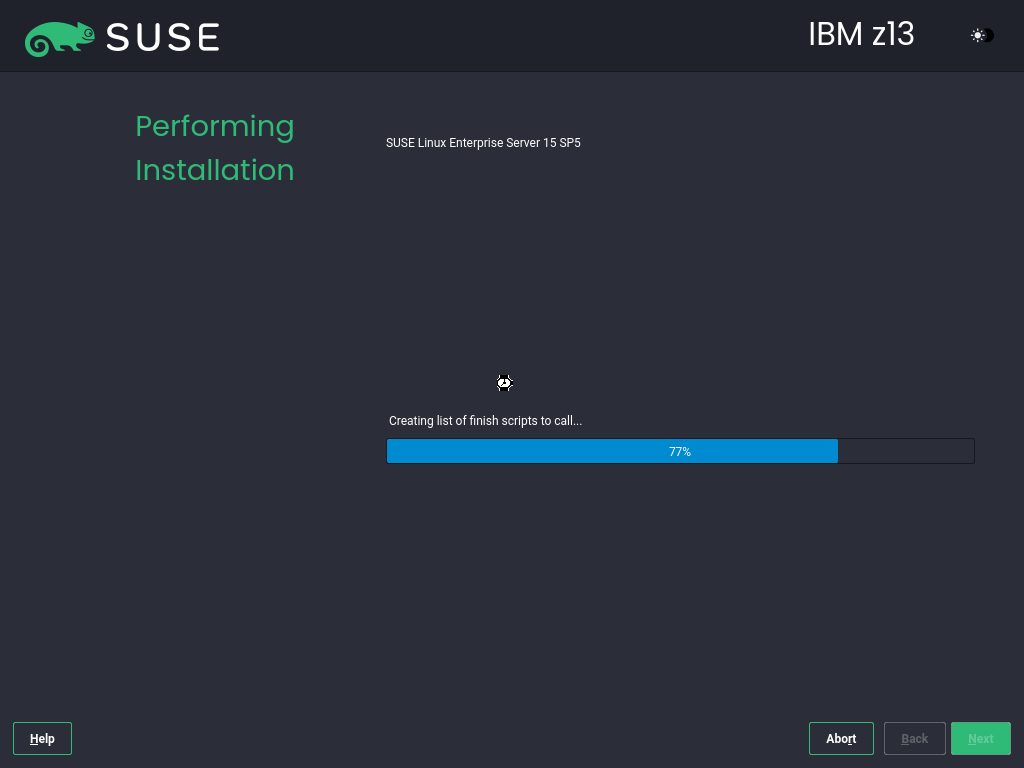 SUSE
IBM z13
Performing
Installation
SUSE Linux Enterprise Server 15 SP5
Creating list of finish scripts to call...
77%
Help
Abort
Back
Next